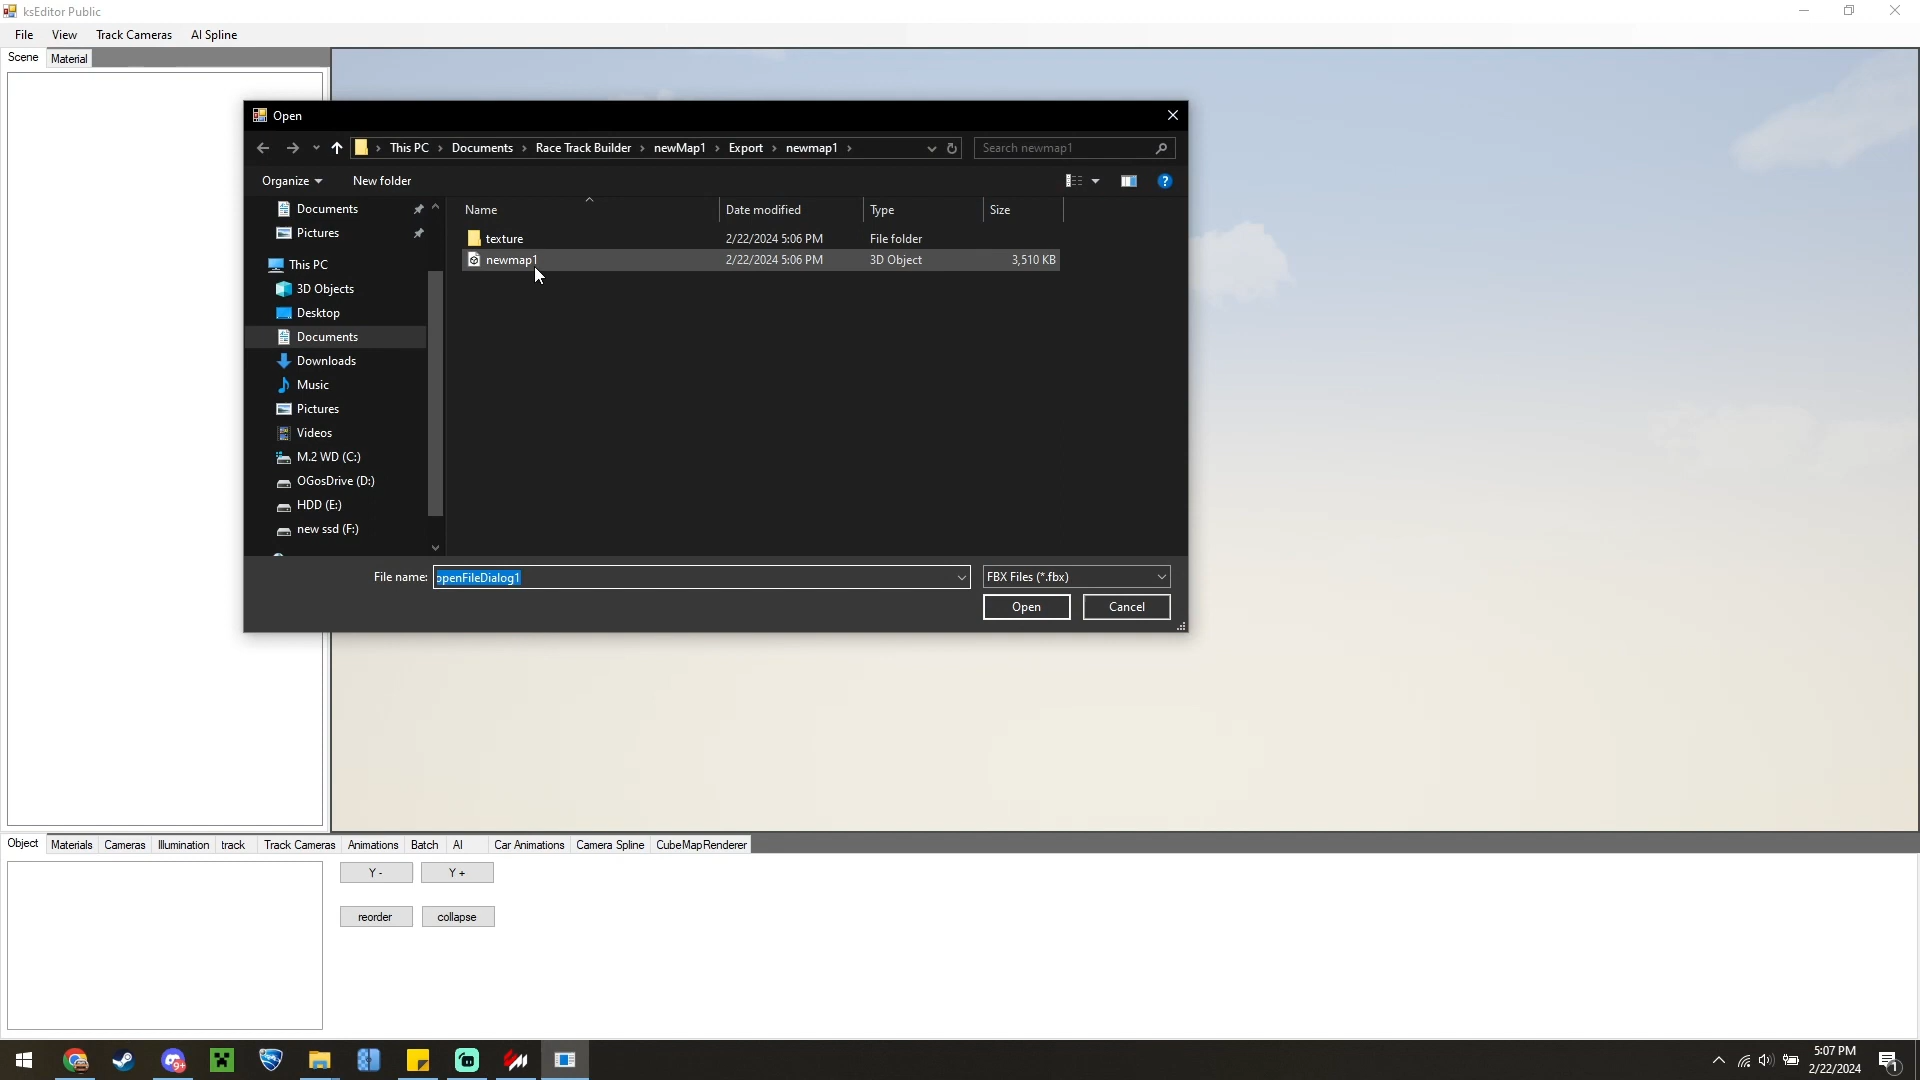 ksEditor Public
File View Track Cameras AI Spline
Scene Material
Open
This PC > Documents > Race Track Builder > newMap1 > Export > newmap1 >
Search newmap1
Organize New folder
Documents
Pictures
This PC
3D Objects
Desktop
Documents
Downloads
Music
Pictures
Videos
M.2 WD (C:)
OGosDrive (D:)
HDD (E:)
new ssd (F:)
Name Date modified Type Size
texture 2/22/2024 5:06 PM File folder
newmap1 2/22/2024 5:06 PM 3D Object 3,510 KB
File name: openFileDialog1 FBX Files (*.fbx)
Open Cancel
Object Materials Cameras Illumination track Track Cameras Animations Batch AI Car Animations Camera Spline CubeMapRenderer
Y - Y +
reorder collapse
9+
5:07 PM
2/22/2024
1